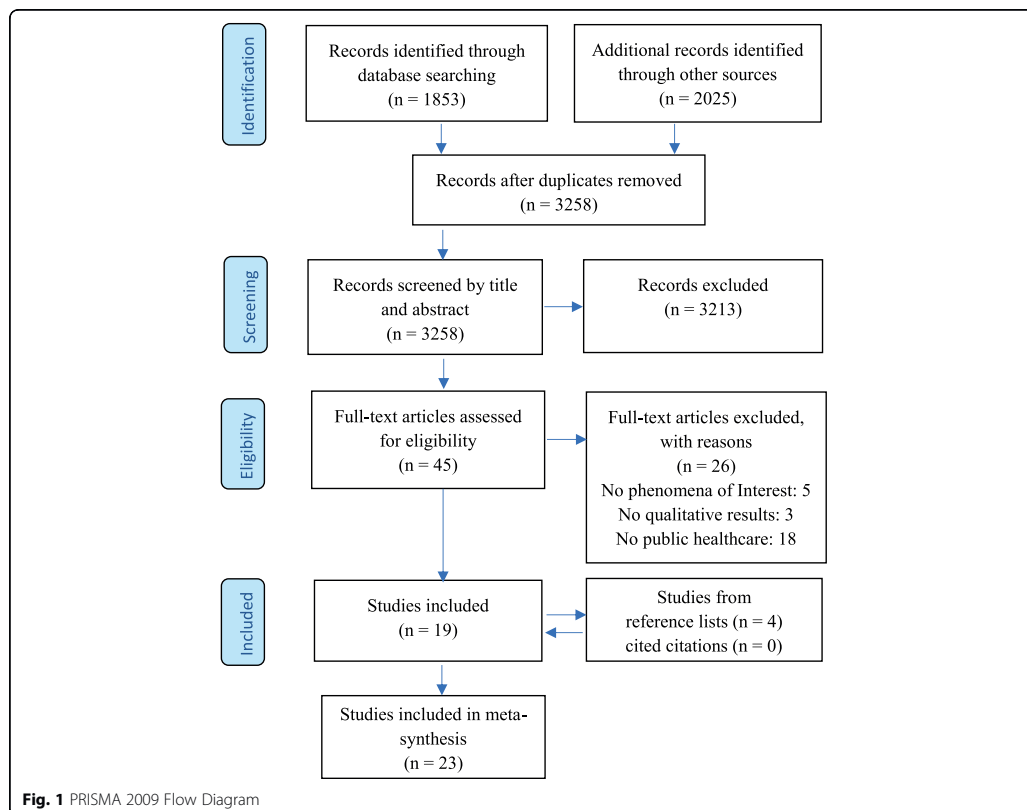 Identification
Records identified through
database searching
(n = 1853)
Additional records identified
through other sources
(n = 2025)
Records after duplicates removed
(n = 3258)
Screening
Records screened by title
and abstract
(n = 3258)
Records excluded
(n = 3213)
Eligibility
Full-text articles assessed
for eligibility
(n = 45)
Full-text articles excluded,
with reasons
(n = 26)
No phenomena of Interest: 5
No qualitative results: 3
No public healthcare: 18
Included
Studies included
(n = 19)
Studies from
reference lists (n = 4)
cited citations (n = 0)
Studies included in meta-
synthesis
(n = 23)
Fig. 1 PRISMA 2009 Flow Diagram